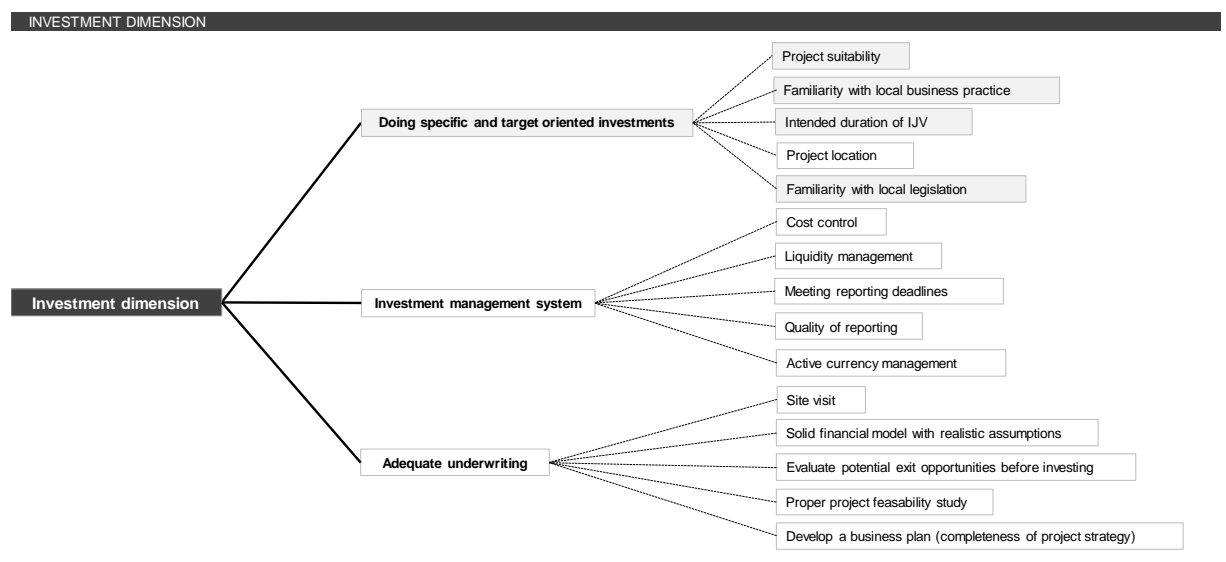 INVESTMENT DIMENSION
Investment dimension
Doing specific and target oriented investments
Project suitability
Familiarity with local business practice
Intended duration of IJV
Project location
Familiarity with local legislation
Investment management system
Cost control
Liquidity management
Meeting reporting deadlines
Quality of reporting
Active currency management
Adequate underwriting
Site visit
Solid financial model with realistic assumptions
Evaluate potential exit opportunities before investing
Proper project feasability study
Develop a business plan (completeness of project strategy)